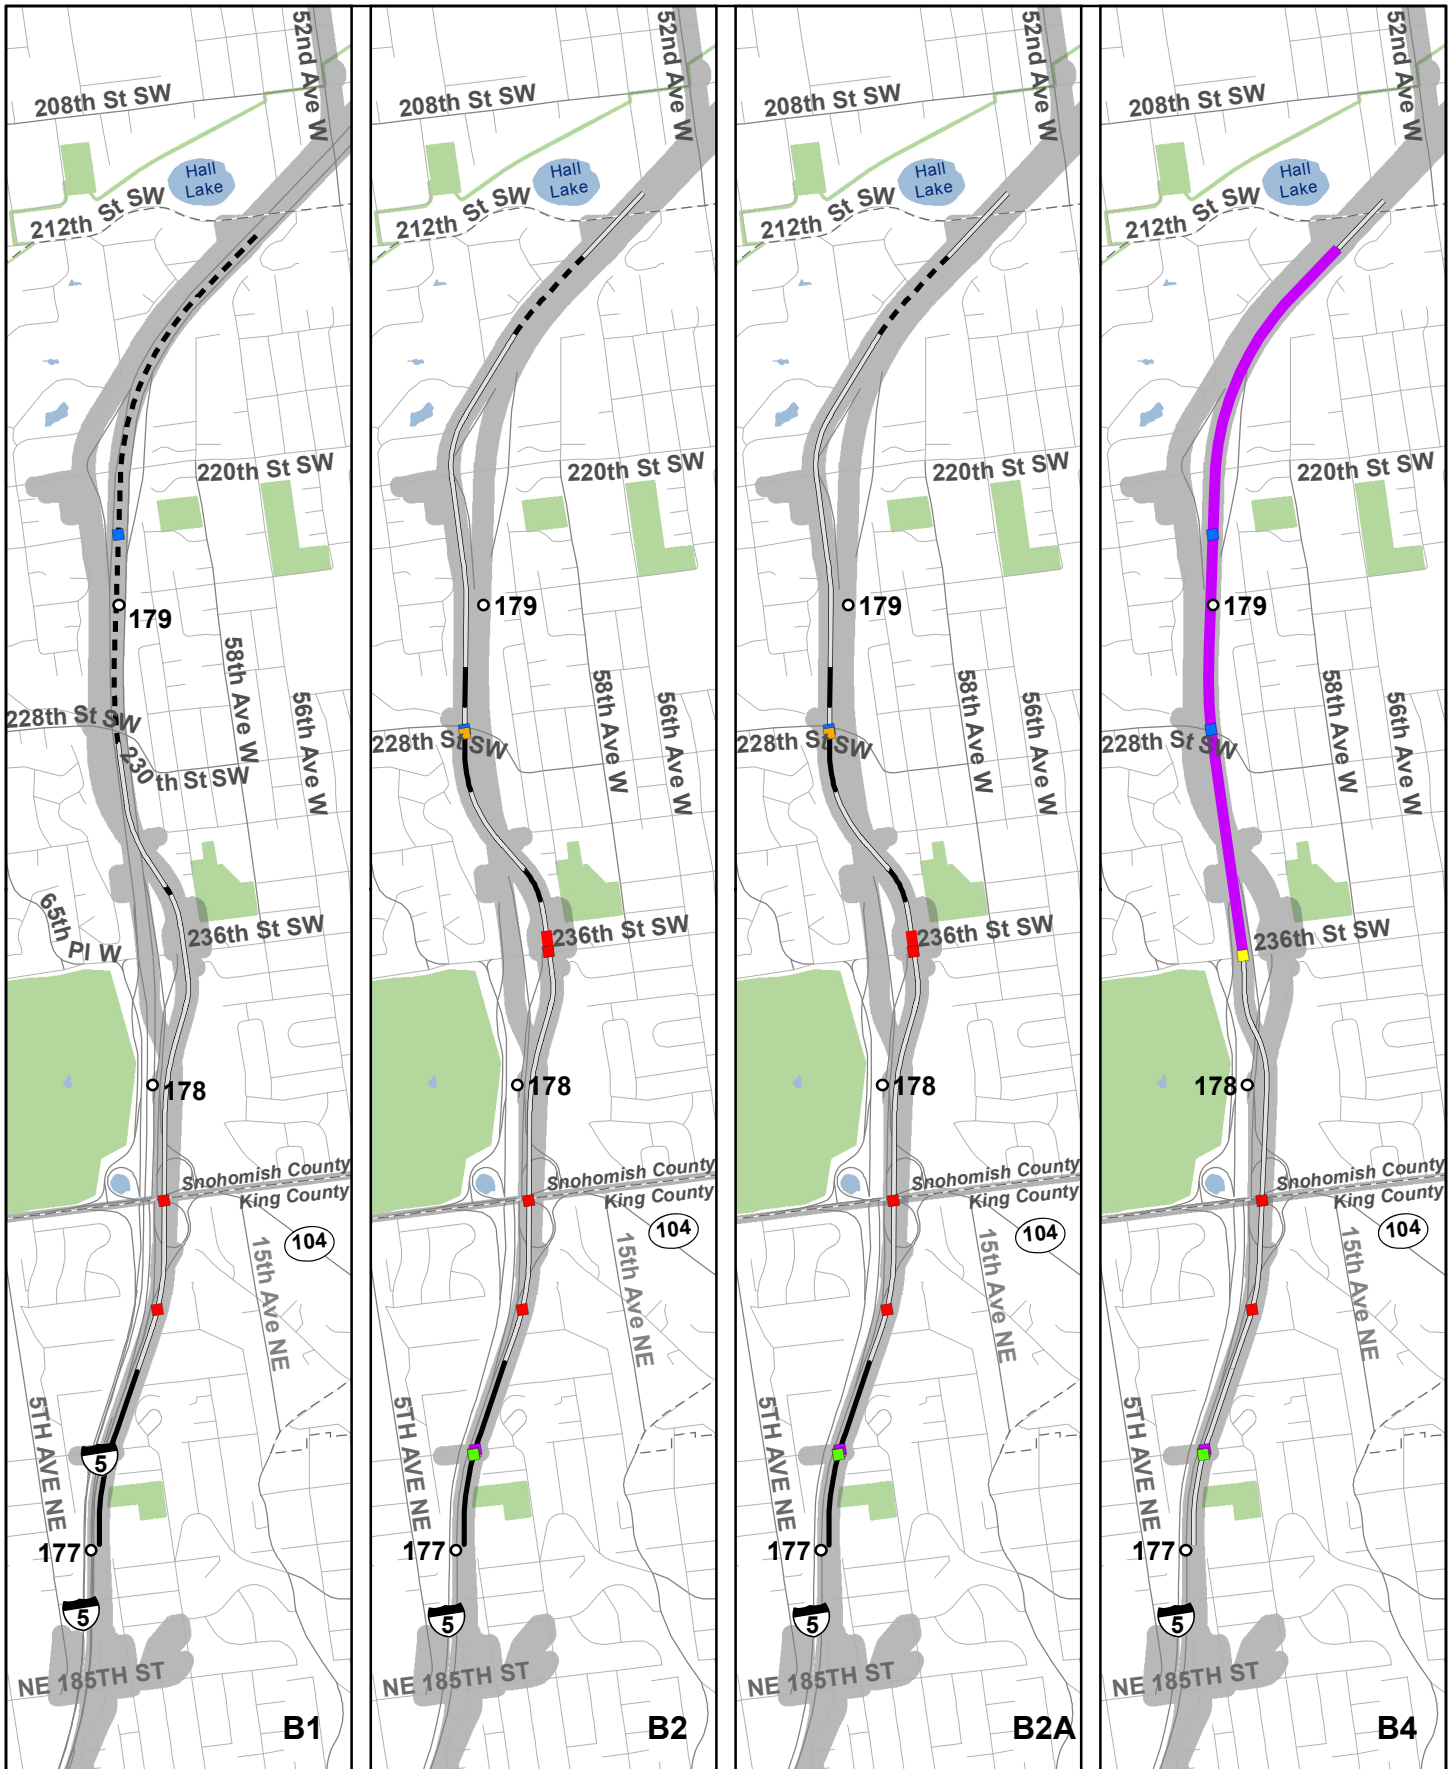 52nd Ave W
208th St SW
Hall
Lake
212th St SW
220th St SW
179
58th Ave W
56th Ave W
228th St SW
230th St SW
65th Pl W
236th St SW
178
Snohomish County
King County
104
15th Ave NE
5TH AVE NE
5
177
5
NE 185TH ST
B1
52nd Ave W
208th St SW
Hall
Lake
212th St SW
220th St SW
179
58th Ave W
56th Ave W
228th St SW
236th St SW
178
Snohomish County
King County
104
15th Ave NE
5TH AVE NE
177
5
NE 185TH ST
B2
52nd Ave W
208th St SW
Hall
Lake
212th St SW
220th St SW
179
58th Ave W
56th Ave W
228th St SW
236th St SW
178
Snohomish County
King County
104
15th Ave NE
5TH AVE NE
177
5
NE 185TH ST
B2A
52nd Ave W
208th St SW
Hall
Lake
212th St SW
220th St SW
179
58th Ave W
56th Ave W
228th St SW
236th St SW
178
Snohomish County
King County
104
15th Ave NE
5TH AVE NE
177
5
NE 185TH ST
B4